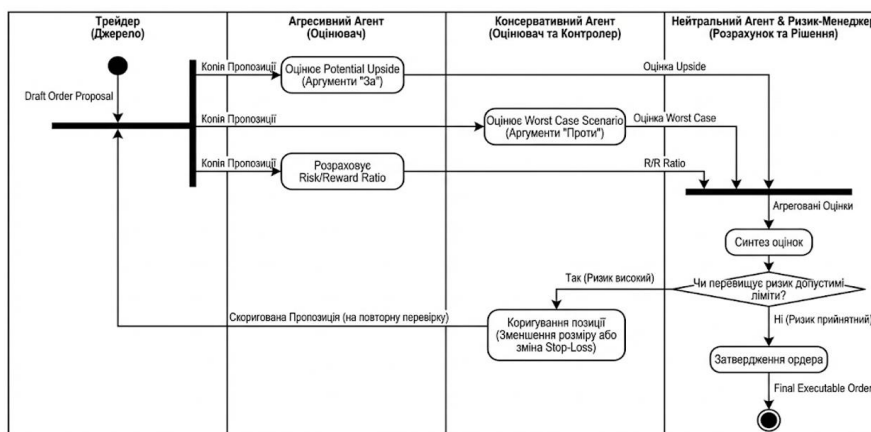 Трейдер
(Джерело)
Агресивний Агент
(Оцінювач)
Консервативний Агент
(Оцінювач та Контролер)
Нейтральний Агент & Ризик-Менеджер
(Розрахунок та Рішення)
Draft Order Proposal
Копія Пропозиції
Оцінює Potential Upside
(Аргументи "За")
Оцінка Upside
Копія Пропозиції
Оцінює Worst Case Scenario
(Аргументи "Проти")
Оцінка Worst Case
Копія Пропозиції
Розраховує
Risk/Reward Ratio
R/R Ratio
Агреговані Оцінки
Синтез оцінок
Чи перевищує ризик допустимі
ліміти?
Так (Ризик високий)
Ні (Ризик прийнятний)
Скоригована Пропозиція (на повторну перевірку)
Коригування позиції
(Зменшення розміру або
зміна Stop-Loss)
Затвердження ордера
Final Executable Order